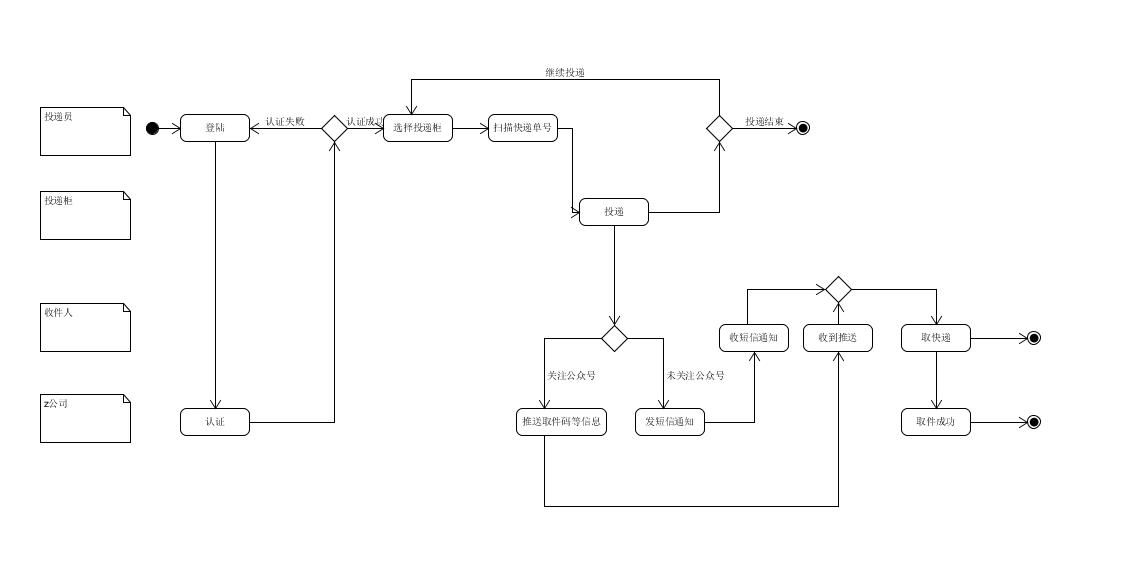 继续投递
投递员
登陆
认证失败
认证成功
选择投递柜
扫描快递单号
投递结束
投递柜
投递
收件人
收短信通知
收到推送
取快递
关注公众号
未关注公众号
z公司
认证
推送取件码等信息
发短信通知
取件成功